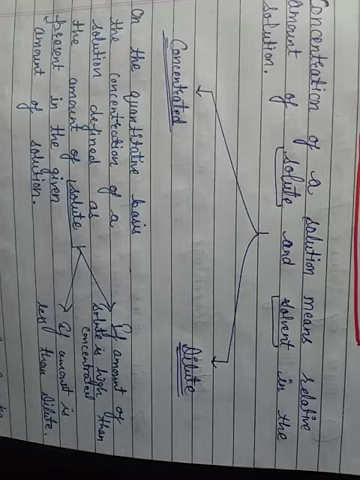 Concentration of a solution means relative
amount of solute and solvent in the
solution.
Concentrated
Dilute
On the quantitative basis
the concentration of a
solution defined as
the amount of solute
present in the given
amount of solution.
If amount of
solute is high than
concentrated
If amount is
less than Dilute.